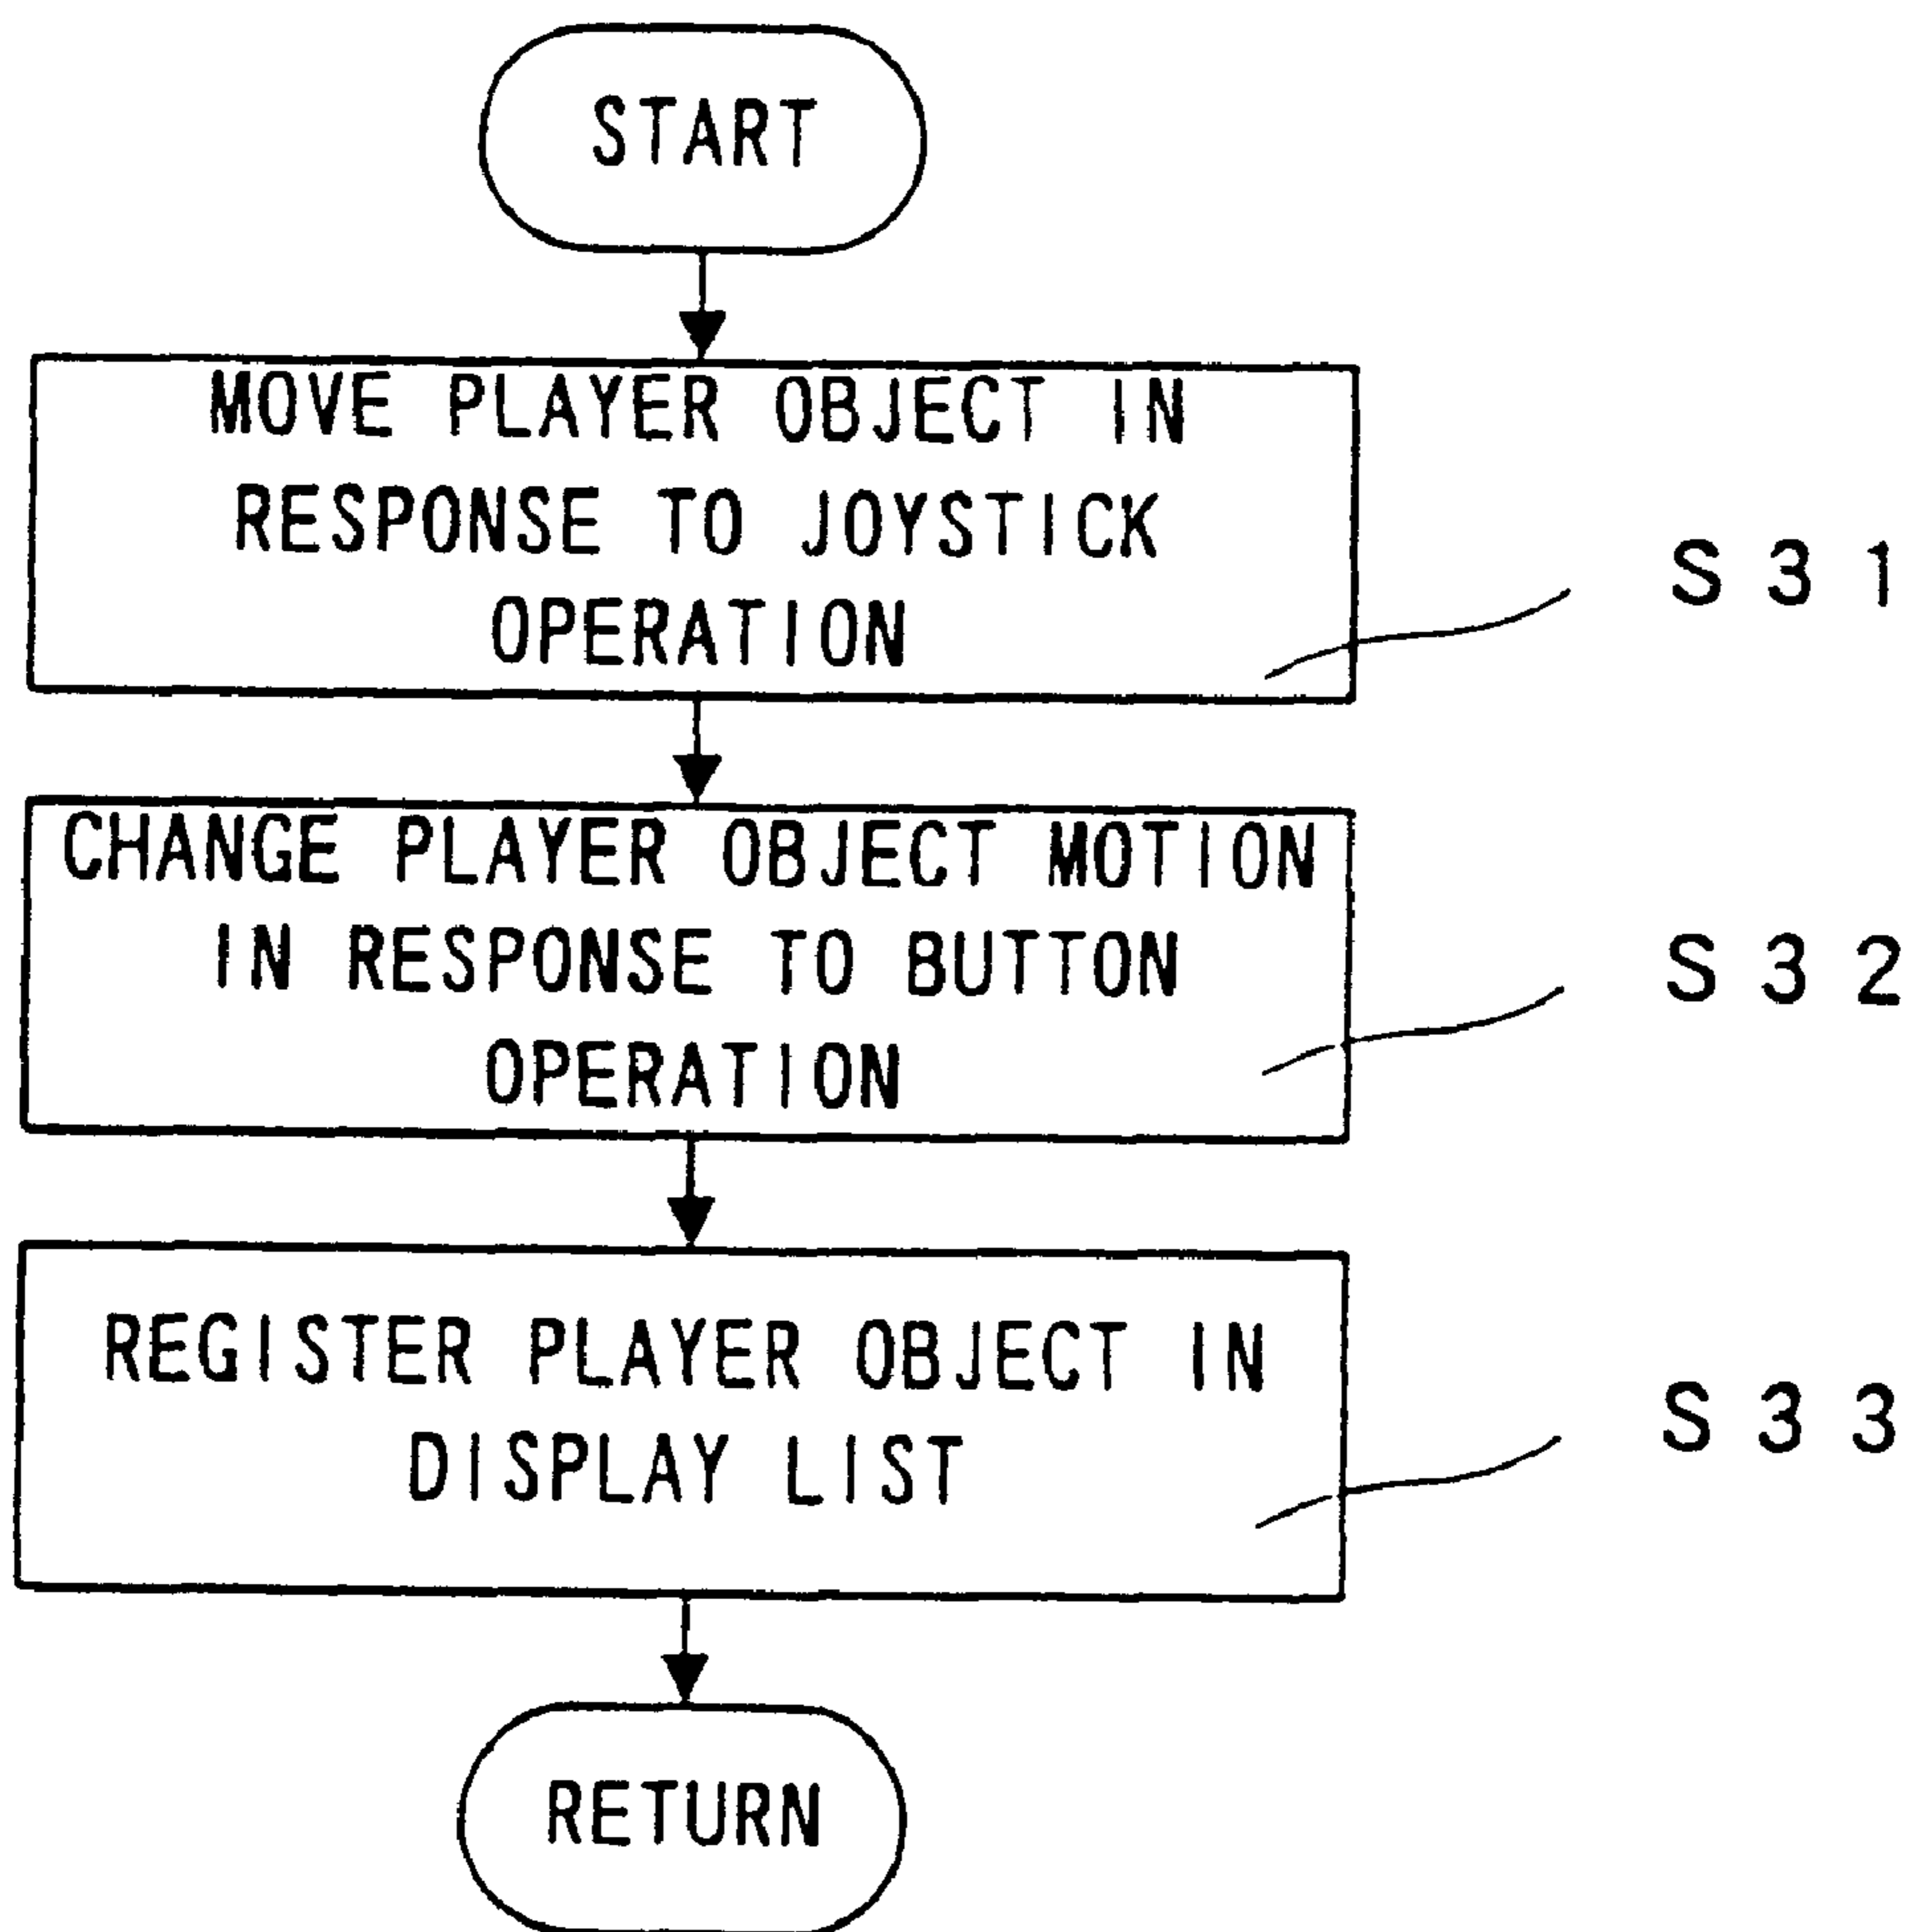 START
MOVE PLAYER OBJECT IN
RESPONSE TO JOYSTICK
OPERATION
S31
CHANGE PLAYER OBJECT MOTION
IN RESPONSE TO BUTTON
OPERATION
S32
REGISTER PLAYER OBJECT IN
DISPLAY LIST
S33
RETURN